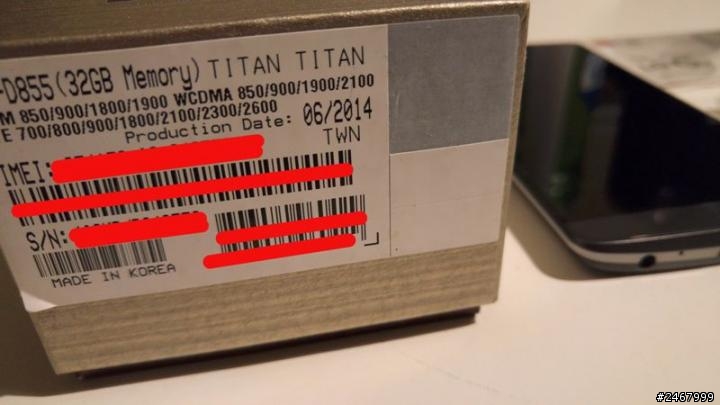 -D855(32GB Memory) TITAN TITAN
M 850/900/1800/1900 WCDMA 850/900/1900/2100
E 700/800/900/1800/2100/2300/2600
Production Date: 06/2014
TWN
IMEI:
S/N:
MADE IN KOREA
#2467999